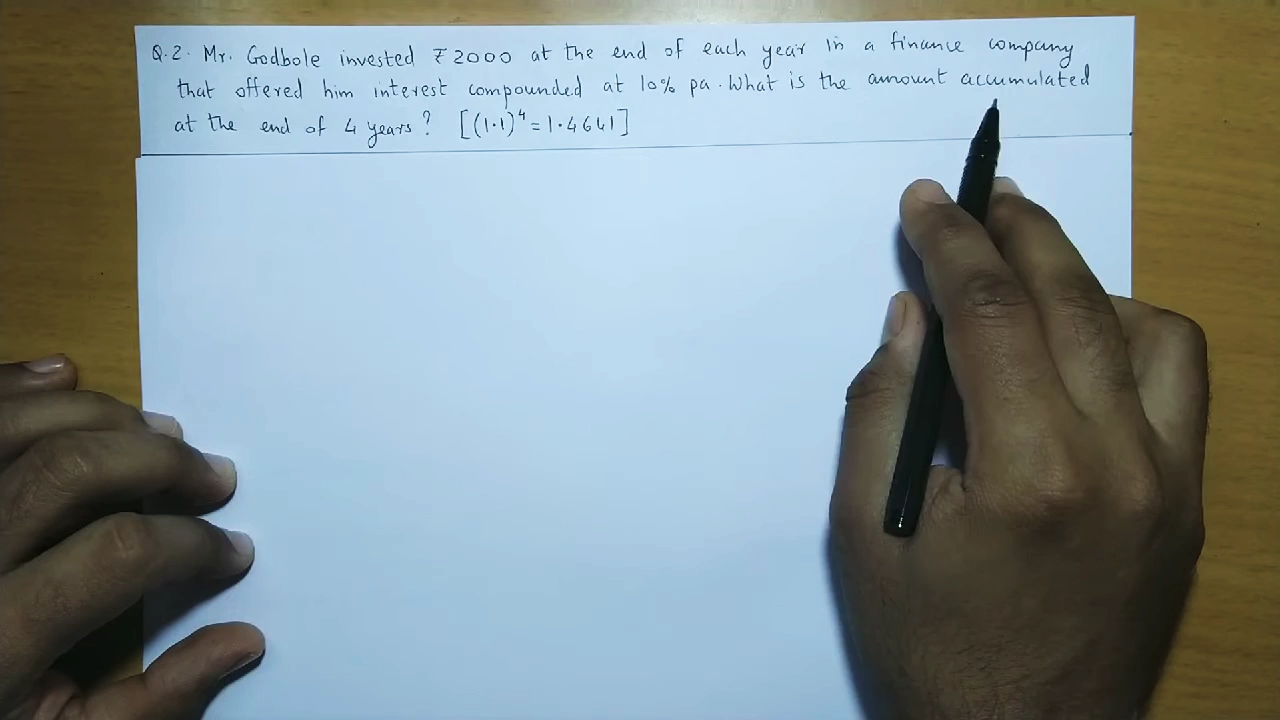 Q.2. Mr. Godbole invested ₹2000 at the end of each year in a finance company
that offered him interest compounded at 10% pa. What is the amount accumulated
at the end of 4 years? [(1.1)⁴ = 1.4641]